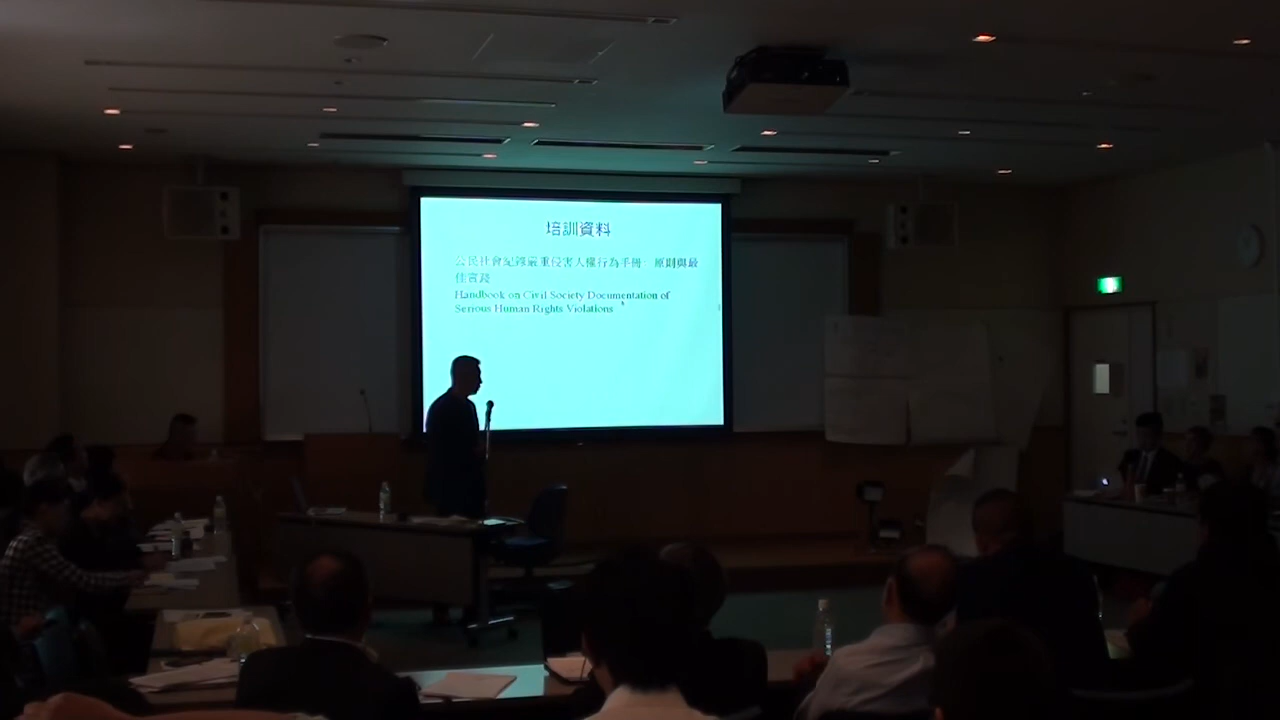 培訓資料
公民社會紀錄嚴重侵害人權行為手冊：原則與最
佳實踐
Handbook on Civil Society Documentation of
Serious Human Rights Violations